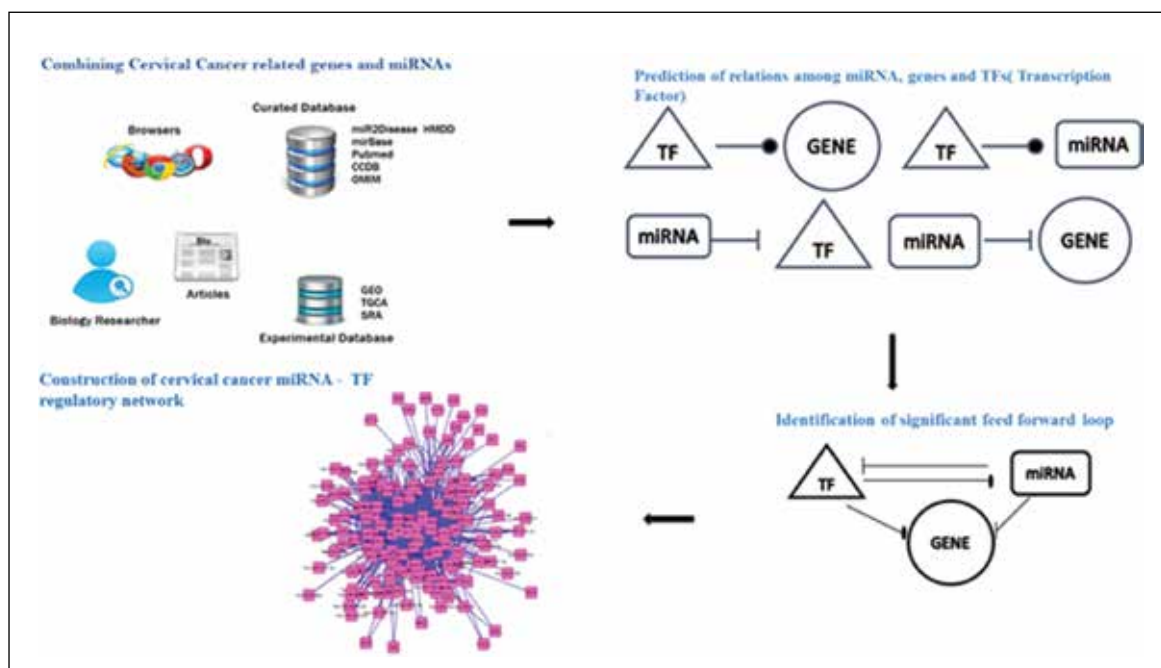 Combining Cervical Cancer related genes and miRNAs
Curated Database
Browsers
miR2Disease HMDD
mirBase
Pubmed
CCDB
OMIM
Articles
Biology Researcher
GEO
TGCA
SRA
Experimental Database
Prediction of relations among miRNA, genes and TFs( Transcription
Factor)
TF
GENE
TF
miRNA
miRNA
TF
miRNA
GENE
Identification of significant feed forward loop
TF
miRNA
GENE
Construction of cervical cancer miRNA - TF
regulatory network